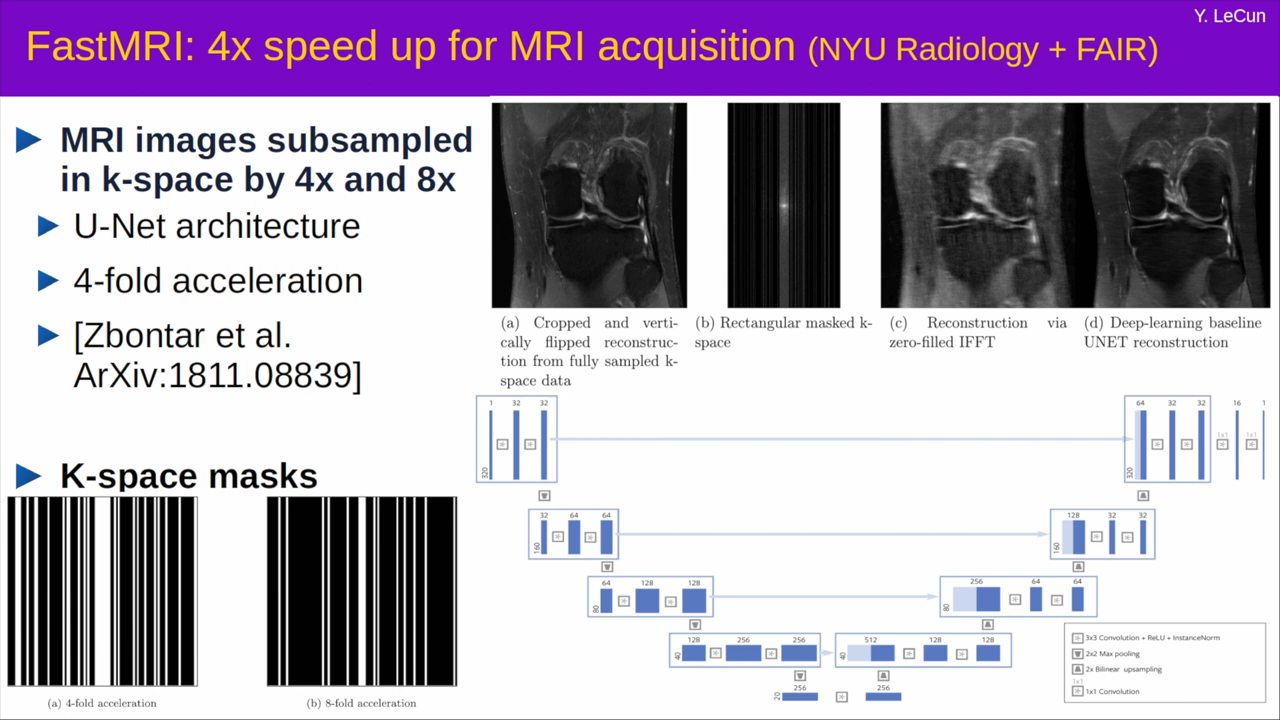 Y. LeCun
FastMRI: 4x speed up for MRI acquisition (NYU Radiology + FAIR)
MRI images subsampled
in k-space by 4x and 8x
U-Net architecture
4-fold acceleration
[Zbontar et al.
ArXiv:1811.08839]
K-space masks
(a) 4-fold acceleration
(b) 8-fold acceleration
(a) Cropped and verti-
cally flipped reconstruc-
tion from fully sampled k-
space data
(b) Rectangular masked k-
space
(c) Reconstruction via
zero-filled IFFT
(d) Deep-learning baseline
UNET reconstruction
1 32 32
320
64 32 32 16 1
320
1x1 1x1
32 64 64
160
128 32 32
160
64 128 128
80
256 64 64
80
128 256 256
40
512 128 128
40
256 256
20
3x3 Convolution + ReLU + InstanceNorm
2x2 Max pooling
2x Bilinear upsampling
1x1
1x1 Convolution